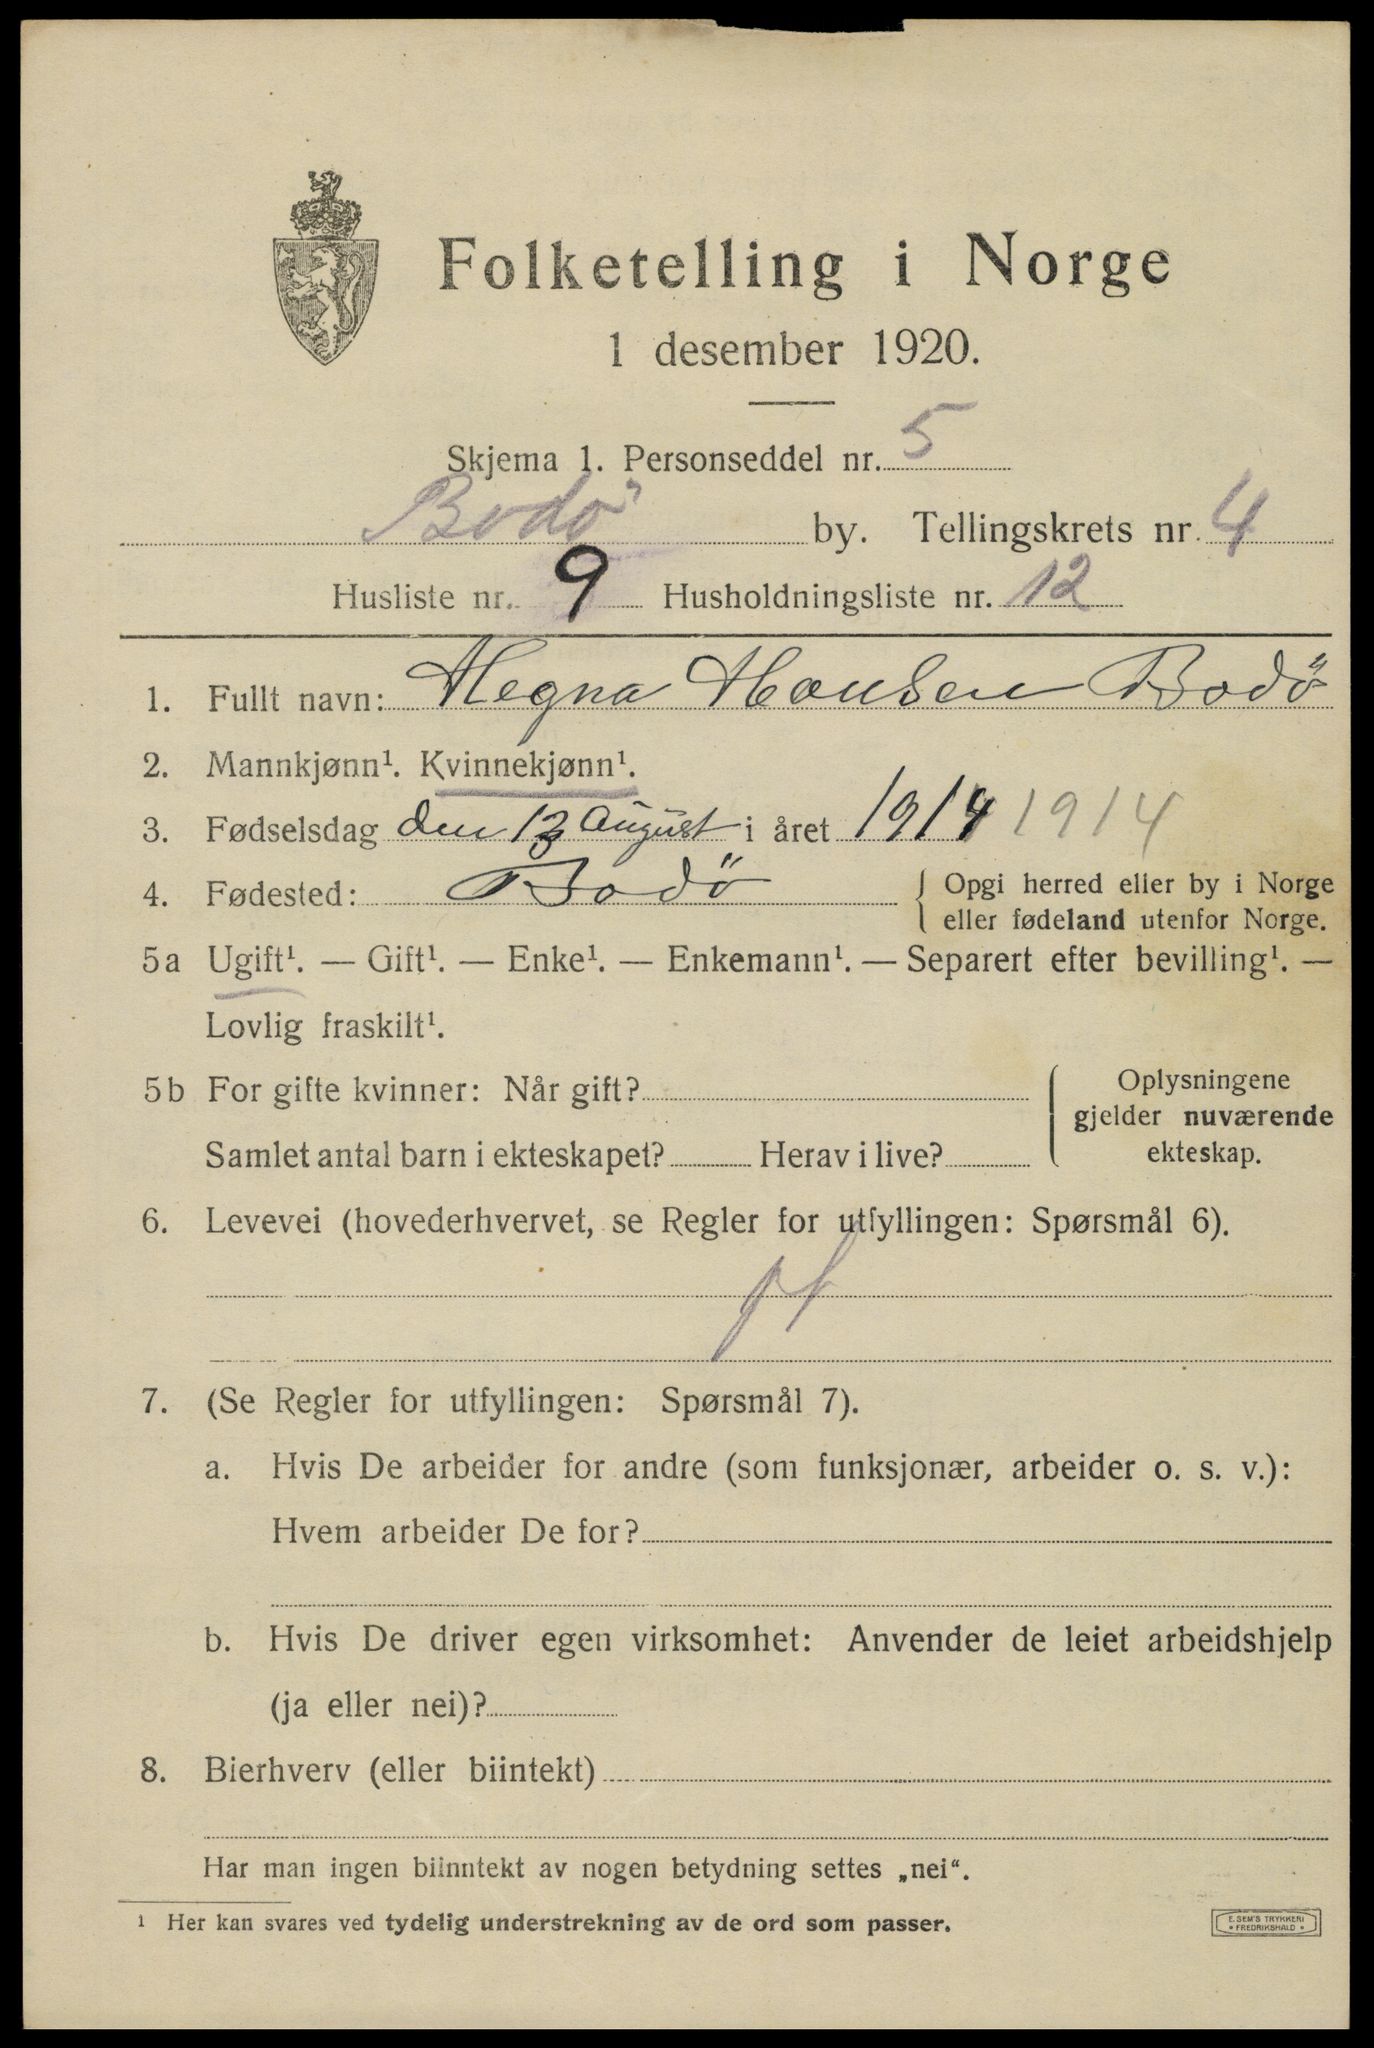 Folketelling i Norge
1 desember 1920.
Skjema 1. Personseddel nr. 5
Bodö by. Tellingskrets nr. 4
Husliste nr. 9 Husholdningsliste nr. 12
1. Fullt navn: Hegna Hansen Bodö
2. Mannkjønn¹. Kvinnekjønn¹.
3. Fødselsdag den 13 August i året 1914 1914
4. Fødested: Bodö { Opgi herred eller by i Norge
eller fødeland utenfor Norge.
5a Ugift¹. — Gift¹. — Enke¹. — Enkemann¹. — Separert efter bevilling¹. —
Lovlig fraskilt¹.
5b For gifte kvinner: Når gift? { Oplysningene
gjelder nuværende
Samlet antal barn i ekteskapet? Herav i live? ekteskap.
6. Levevei (hovederhvervet, se Regler for utfyllingen: Spørsmål 6).
7. (Se Regler for utfyllingen: Spørsmål 7).
a. Hvis De arbeider for andre (som funksjonær, arbeider o. s. v.):
Hvem arbeider De for?
b. Hvis De driver egen virksomhet: Anvender de leiet arbeidshjelp
(ja eller nei)?
8. Bierhverv (eller biintekt)
Har man ingen biinntekt av nogen betydning settes „nei“.
¹ Her kan svares ved tydelig understrekning av de ord som passer.
E. SEM'S TRYKKERI
* FREDRIKSHALD *